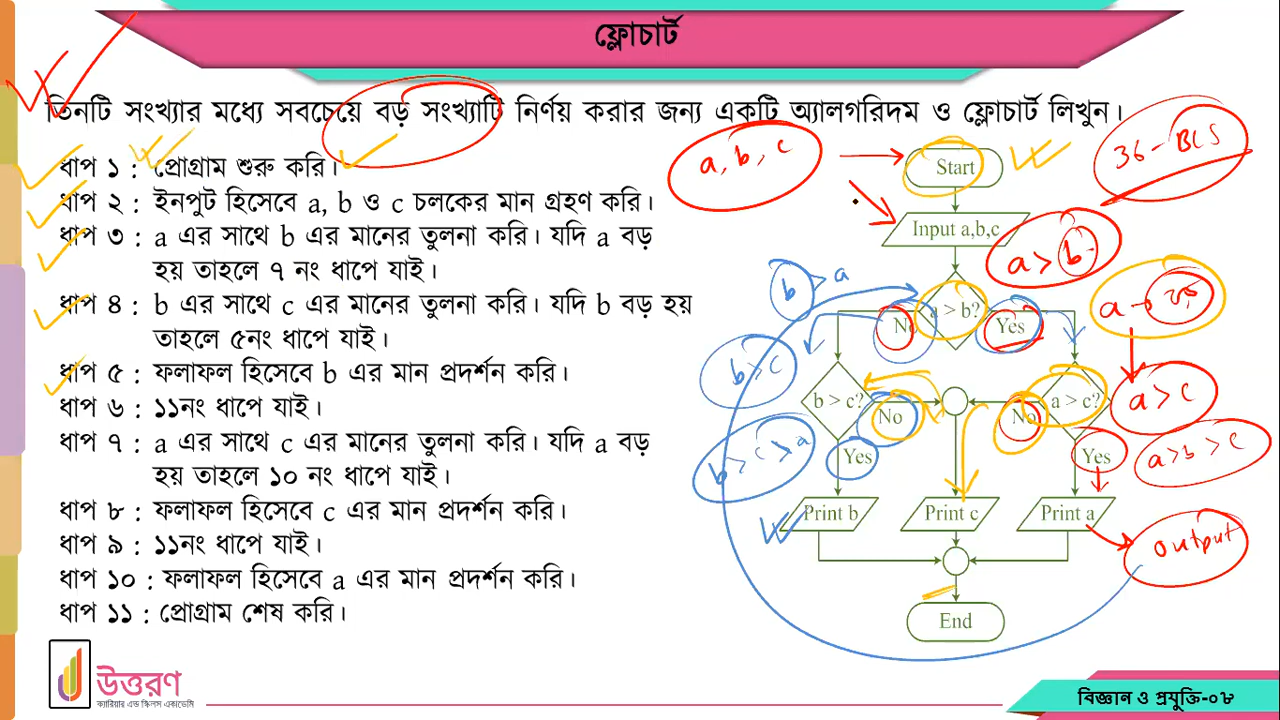 ফ্লোচার্ট
তিনটি সংখ্যার মধ্যে সবচেয়ে বড় সংখ্যাটি নির্ণয় করার জন্য একটি অ্যালগরিদম ও ফ্লোচার্ট লিখুন।
ধাপ ১ : প্রোগ্রাম শুরু করি।
ধাপ ২ : ইনপুট হিসেবে a, b ও c চলকের মান গ্রহণ করি।
ধাপ ৩ : a এর সাথে b এর মানের তুলনা করি। যদি a বড়
হয় তাহলে ৭ নং ধাপে যাই।
ধাপ ৪ : b এর সাথে c এর মানের তুলনা করি। যদি b বড় হয়
তাহলে ৫নং ধাপে যাই।
ধাপ ৫ : ফলাফল হিসেবে b এর মান প্রদর্শন করি।
ধাপ ৬ : ১১নং ধাপে যাই।
ধাপ ৭ : a এর সাথে c এর মানের তুলনা করি। যদি a বড়
হয় তাহলে ১০ নং ধাপে যাই।
ধাপ ৮ : ফলাফল হিসেবে c এর মান প্রদর্শন করি।
ধাপ ৯ : ১১নং ধাপে যাই।
ধাপ ১০ : ফলাফল হিসেবে a এর মান প্রদর্শন করি।
ধাপ ১১ : প্রোগ্রাম শেষ করি।
a, b, c
Start
36-BCS
Input a,b,c
a > b
b > a
a > b?
No
Yes
a → বড়
b > c
b > c?
No
No
a > c?
a > c
b > c > a
Yes
Yes
a > b > c
Print b
Print c
Print a
output
End
উত্তরণ
ক্যারিয়ার এন্ড স্কিলস একাডেমি
বিজ্ঞান ও প্রযুক্তি-০৮